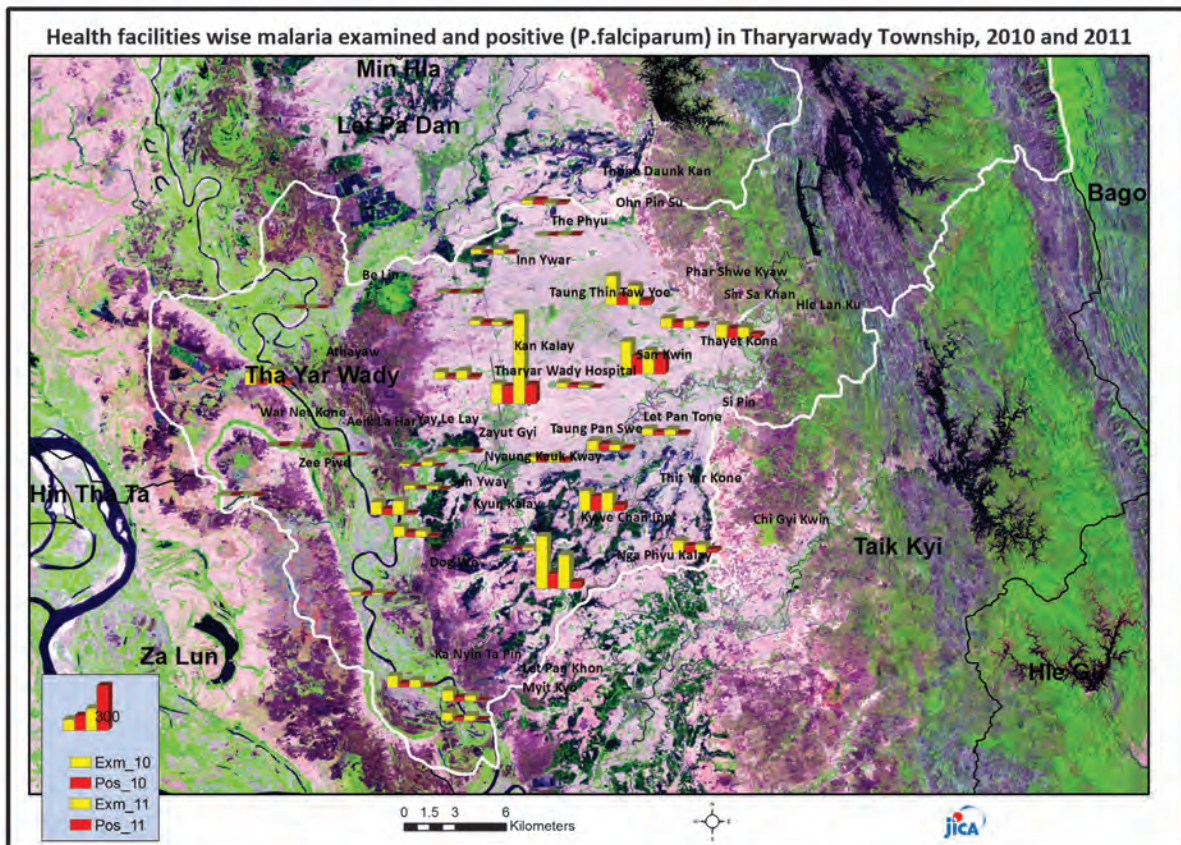 Health facilities wise malaria examined and positive (P.falciparum) in Tharyarwady Township, 2010 and 2011
Min Hla
Let Pa Dan
Thone Daunk Kan
Bago
Ohn Pin Su
The Phyu
Inn Ywar
Be Lin
Phar Shwe Kyaw
Taung Thin Taw Yoe
Sin Sa Khan
Hle Lan Ku
Thayet Kone
Kan Kalay
Athayaw
San Kwin
Tha Yar Wady
Tharyar Wady Hospital
Si Pin
War Net Kone
Aeik La Har
Yay Le Lay
Let Pan Tone
Zayut Gyi
Taung Pan Swe
Nyaung Kauk Kway
Zee Pwe
Thit Yar Kone
Hin Tha Ta
Kyun Kalay
Kywe Chan Inn
Chi Gyi Kwin
Taik Kyi
Nga Phyu Kalay
Ka Nyin Ta Pin
Za Lun
Let Pan Khon
Myit Kyo
300
Exm_10
Pos_10
Exm_11
Pos_11
0 1.5 3 6
Kilometers
JICA